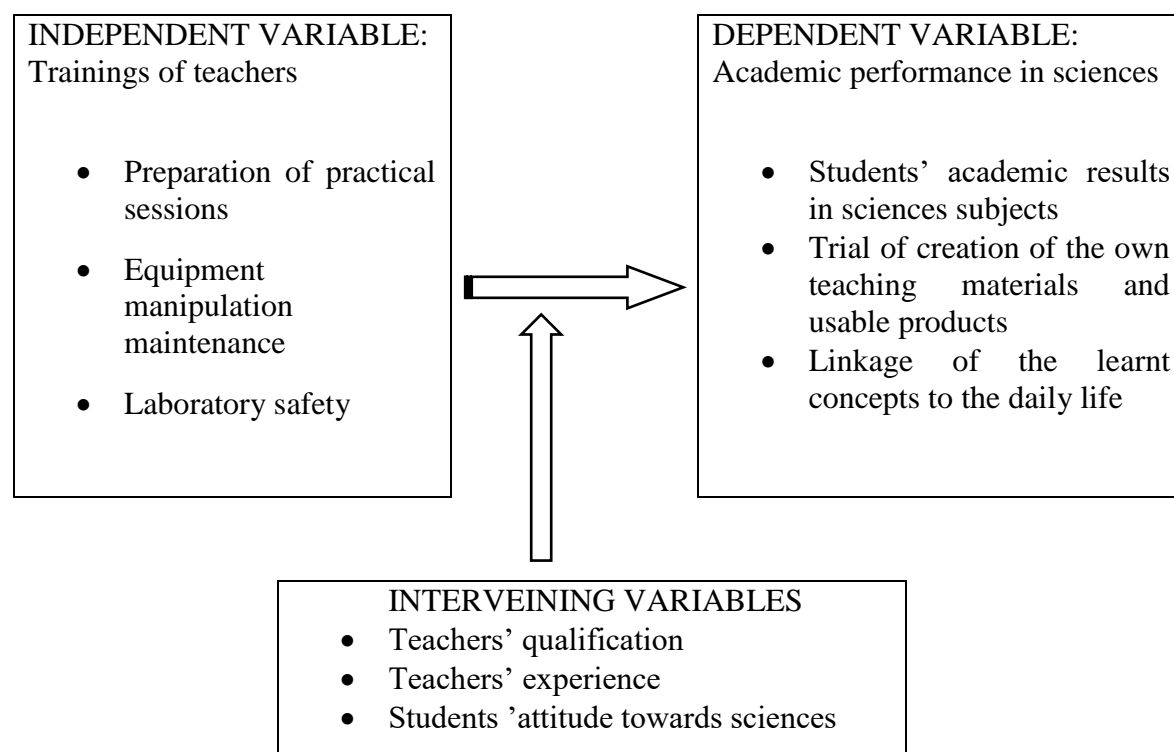 INDEPENDENT VARIABLE:
Trainings of teachers
• Preparation of practical
sessions
• Equipment
manipulation
maintenance
• Laboratory safety
DEPENDENT VARIABLE:
Academic performance in sciences
• Students’ academic results
in sciences subjects
• Trial of creation of the own
teaching materials and
usable products
• Linkage of the learnt
concepts to the daily life
INTERVEINING VARIABLES
• Teachers’ qualification
• Teachers’ experience
• Students ’attitude towards sciences